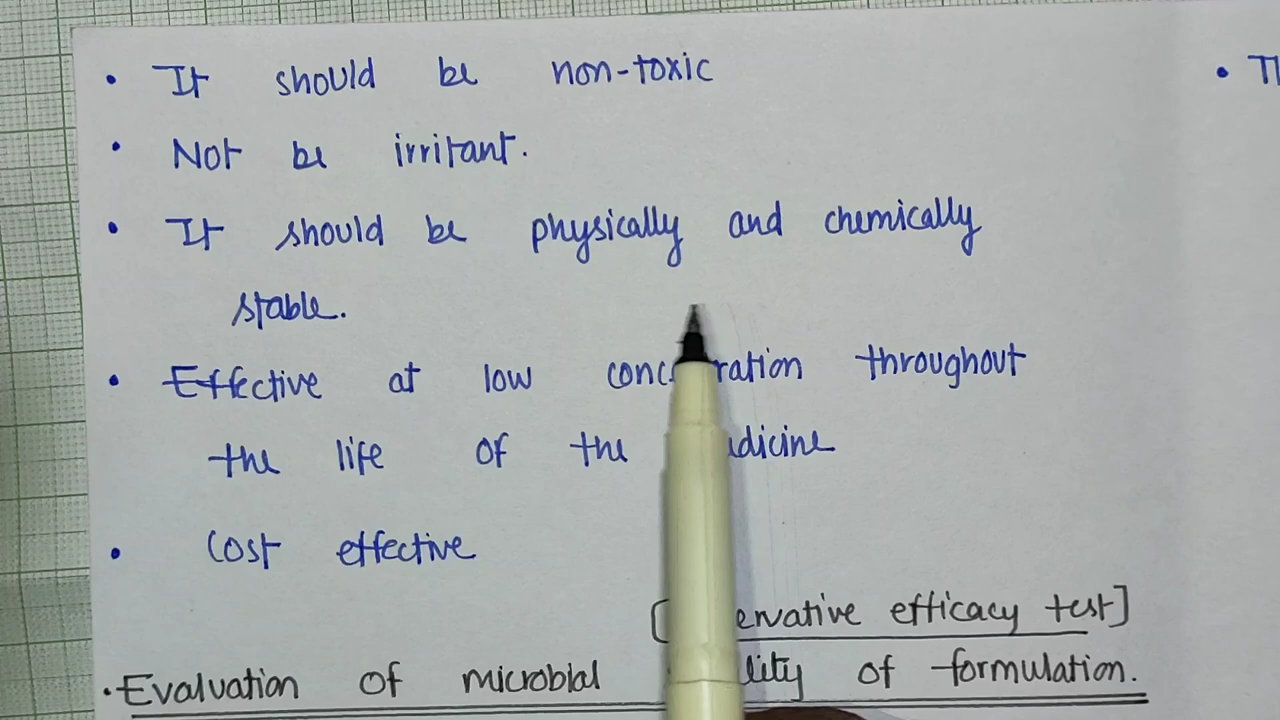 • It should be non-toxic
• Not be irritant.
• It should be physically and chemically
stable.
• Effective at low throughout
the life of the
• Cost effective
efficacy test]
• Evaluation of microbial of formulation.